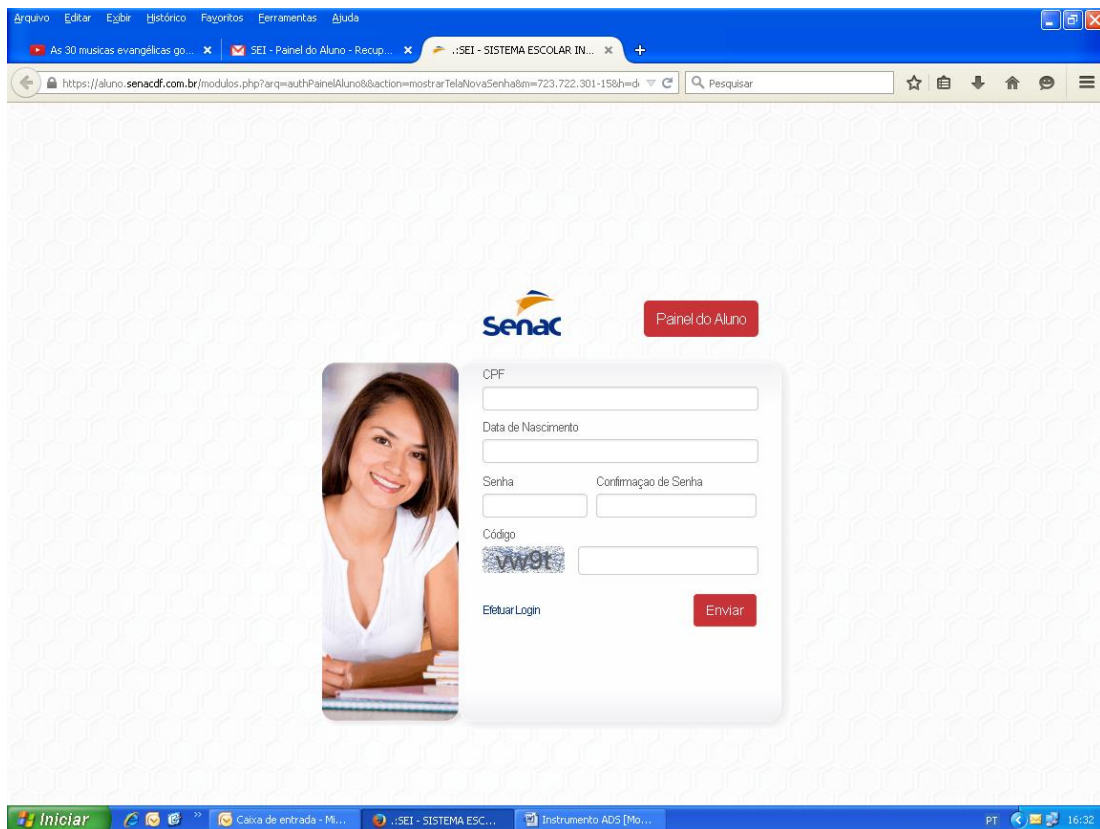 Arquivo Editar Exibir Histórico Favoritos Ferramentas Ajuda
As 30 musicas evangélicas go... SEI - Painel do Aluno - Recup... .:SEI - SISTEMA ESCOLAR IN...
https://aluno.senacdf.com.br/modulos.php?arq=authPainelAluno&&action=mostrarTelaNovaSenha&m=723.722.301-15&h=d Pesquisar
Senac
Painel do Aluno
CPF
Data de Nascimento
Senha Confirmaçao de Senha
Código
vw9t
Efetuar Login Enviar
Iniciar Caixa de entrada - Mi... .:SEI - SISTEMA ESC... Instrumento ADS [Mo... PT 16:32